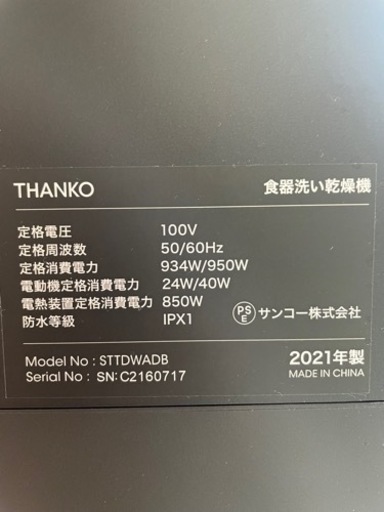 THANKO 食器洗い乾燥機
定格電圧 100V
定格周波数 50/60Hz
定格消費電力 934W/950W
電動機定格消費電力 24W/40W
電熱装置定格消費電力 850W
防水等級 IPX1 PSE サンコー株式会社
Model No : STTDWADB 2021年製
Serial No : SN:C2160717 MADE IN CHINA